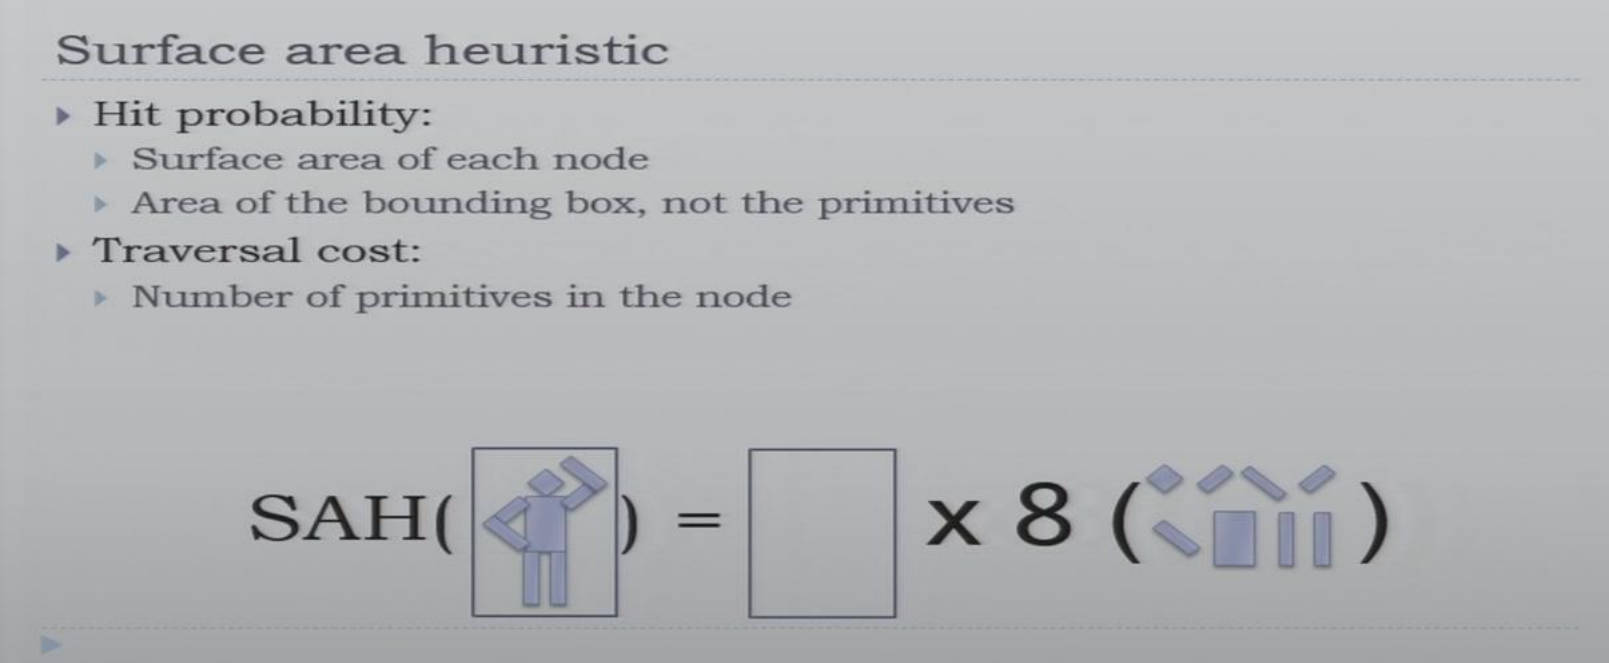 Surface area heuristic
Hit probability:
Surface area of each node
Area of the bounding box, not the primitives
Traversal cost:
Number of primitives in the node
SAH( ) = x 8 ( )